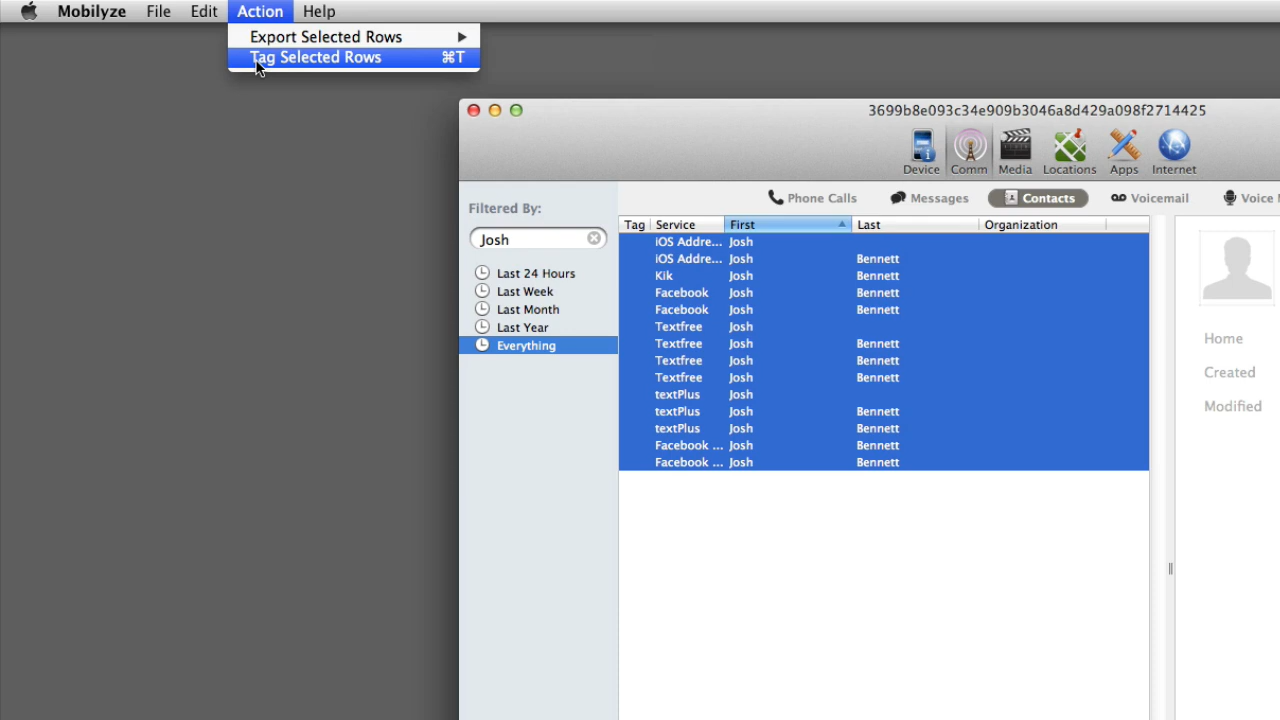 Mobilyze File Edit Action Help
Export Selected Rows
Tag Selected Rows ⌘T
3699b8e093c34e909b3046a8d429a098f2714425
Device Comm Media Locations Apps Internet
Phone Calls Messages Contacts Voicemail Voice
Filtered By:
Josh
Last 24 Hours
Last Week
Last Month
Last Year
Everything
Tag Service First Last Organization
iOS Addre... Josh
iOS Addre... Josh Bennett
Kik Josh Bennett
Facebook Josh Bennett
Facebook Josh Bennett
Textfree Josh
Textfree Josh Bennett
Textfree Josh Bennett
Textfree Josh Bennett
textPlus Josh
textPlus Josh Bennett
textPlus Josh Bennett
Facebook ... Josh Bennett
Facebook ... Josh Bennett
Home
Created
Modified